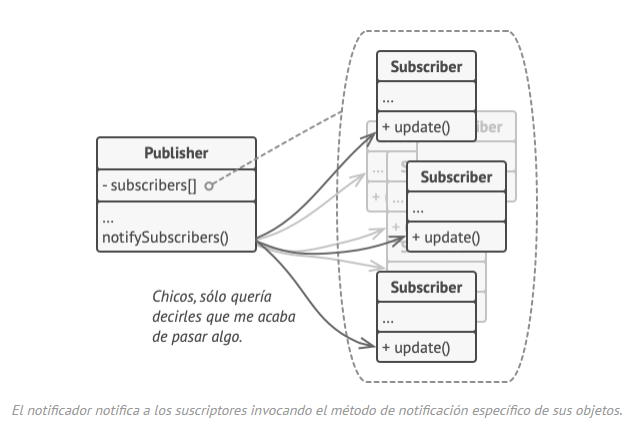 Subscriber
...
+ update()
iber
Publisher
- subscribers[]
...
notifySubscribers()
...
S
+
...
+
S
Subscriber
...
+ update()
Subscriber
...
+ update()
Chicos, sólo quería
decirles que me acaba
de pasar algo.
El notificador notifica a los suscriptores invocando el método de notificación específico de sus objetos.